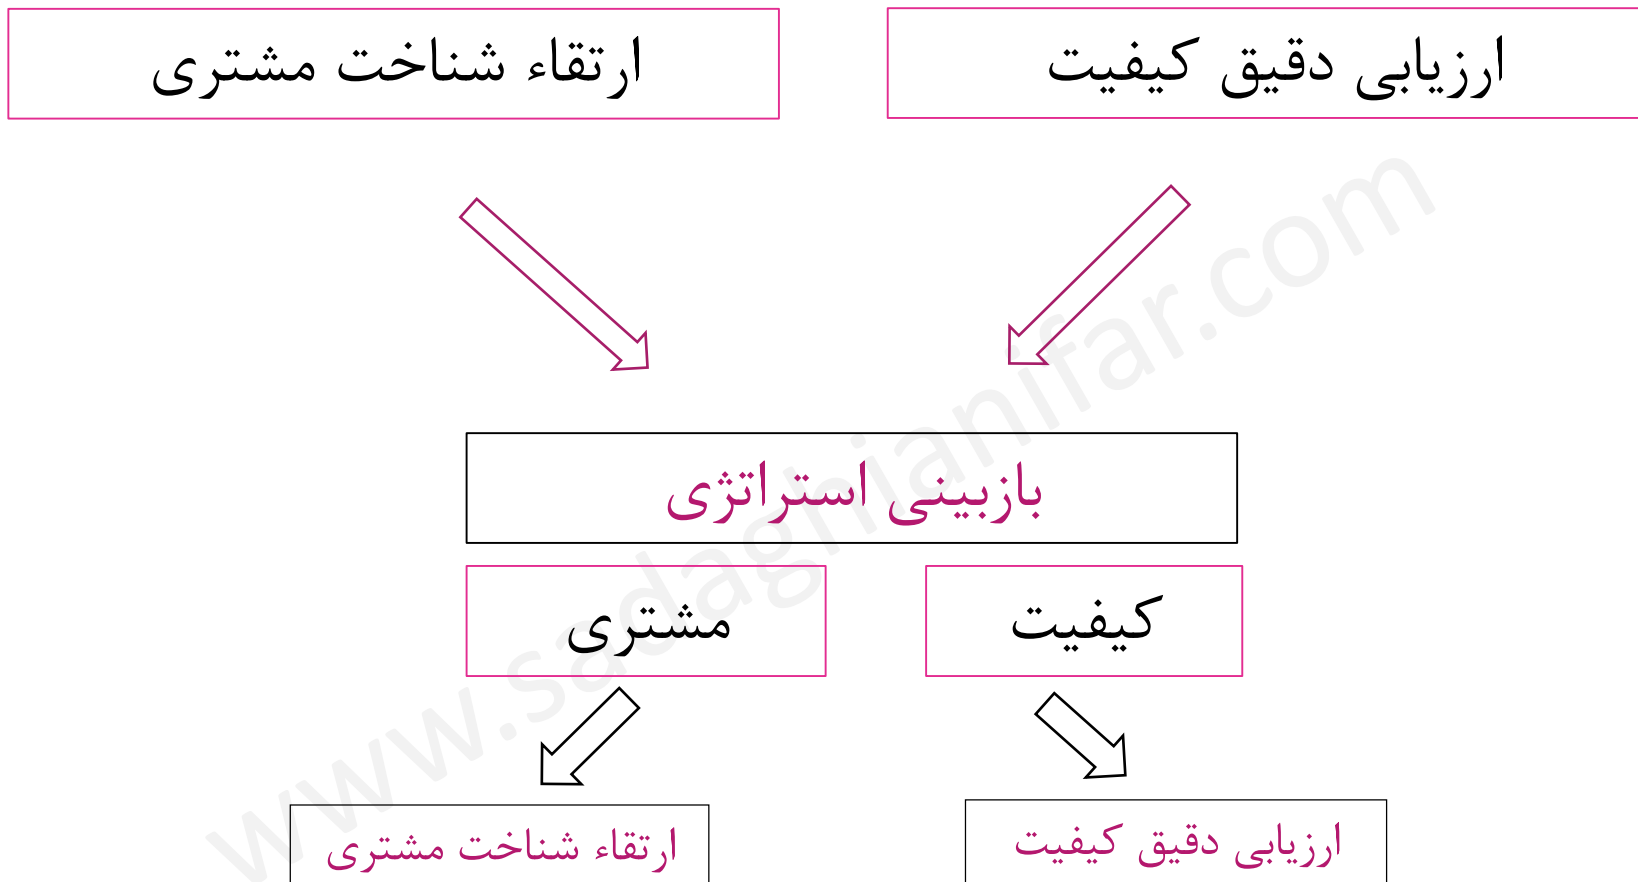 ارزیابی دقیق کیفیت
ارتقاء شناخت مشتری
بازبینی استراتژی
کیفیت
مشتری
ارزیابی دقیق کیفیت
ارتقاء شناخت مشتری
www.sadaghianifar.com